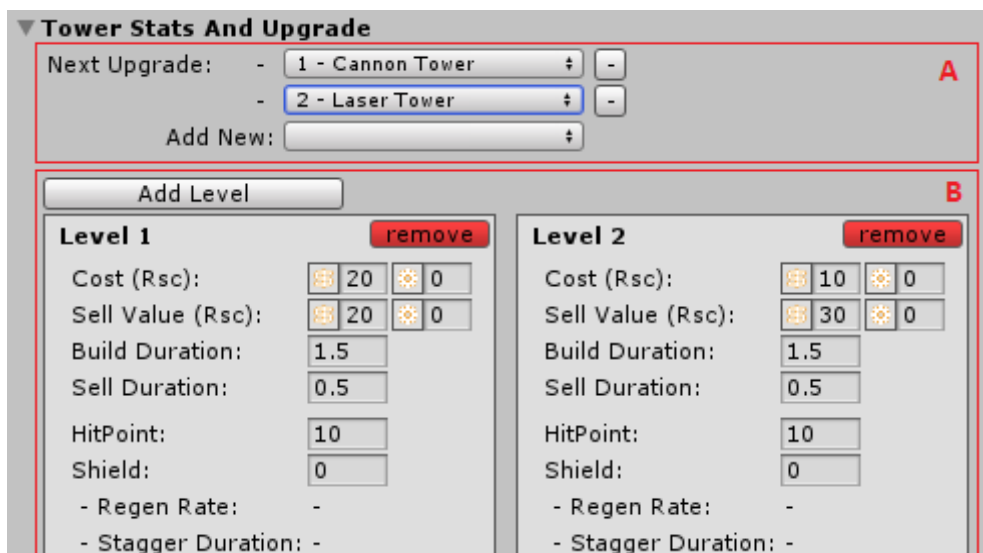 Tower Stats And Upgrade
Next Upgrade: - 1 - Cannon Tower -
A
- 2 - Laser Tower -
Add New:
Add Level
B
Level 1 remove
Cost (Rsc): 20 0
Sell Value (Rsc): 20 0
Build Duration: 1.5
Sell Duration: 0.5
HitPoint: 10
Shield: 0
- Regen Rate: -
- Stagger Duration: -
Level 2 remove
Cost (Rsc): 10 0
Sell Value (Rsc): 30 0
Build Duration: 1.5
Sell Duration: 0.5
HitPoint: 10
Shield: 0
- Regen Rate: -
- Stagger Duration: -